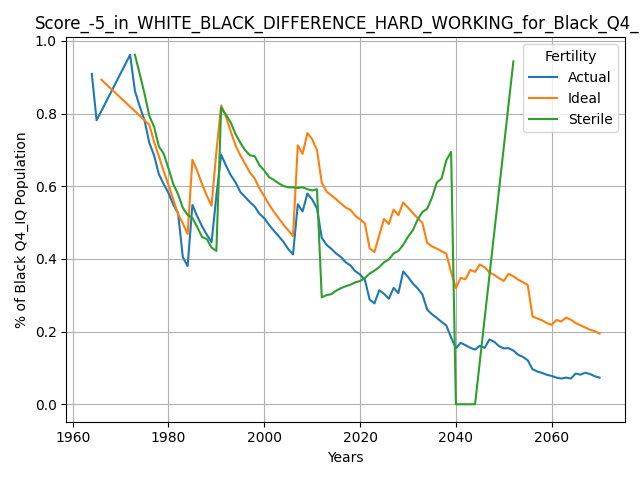 Score_-5_in_WHITE_BLACK_DIFFERENCE_HARD_WORKING_for_Black_Q4_
1.0
0.8
0.6
0.4
0.2
0.0
% of Black Q4_IQ Population
Fertility
Actual
Ideal
Sterile
1960
1980
2000
2020
2040
2060
Years